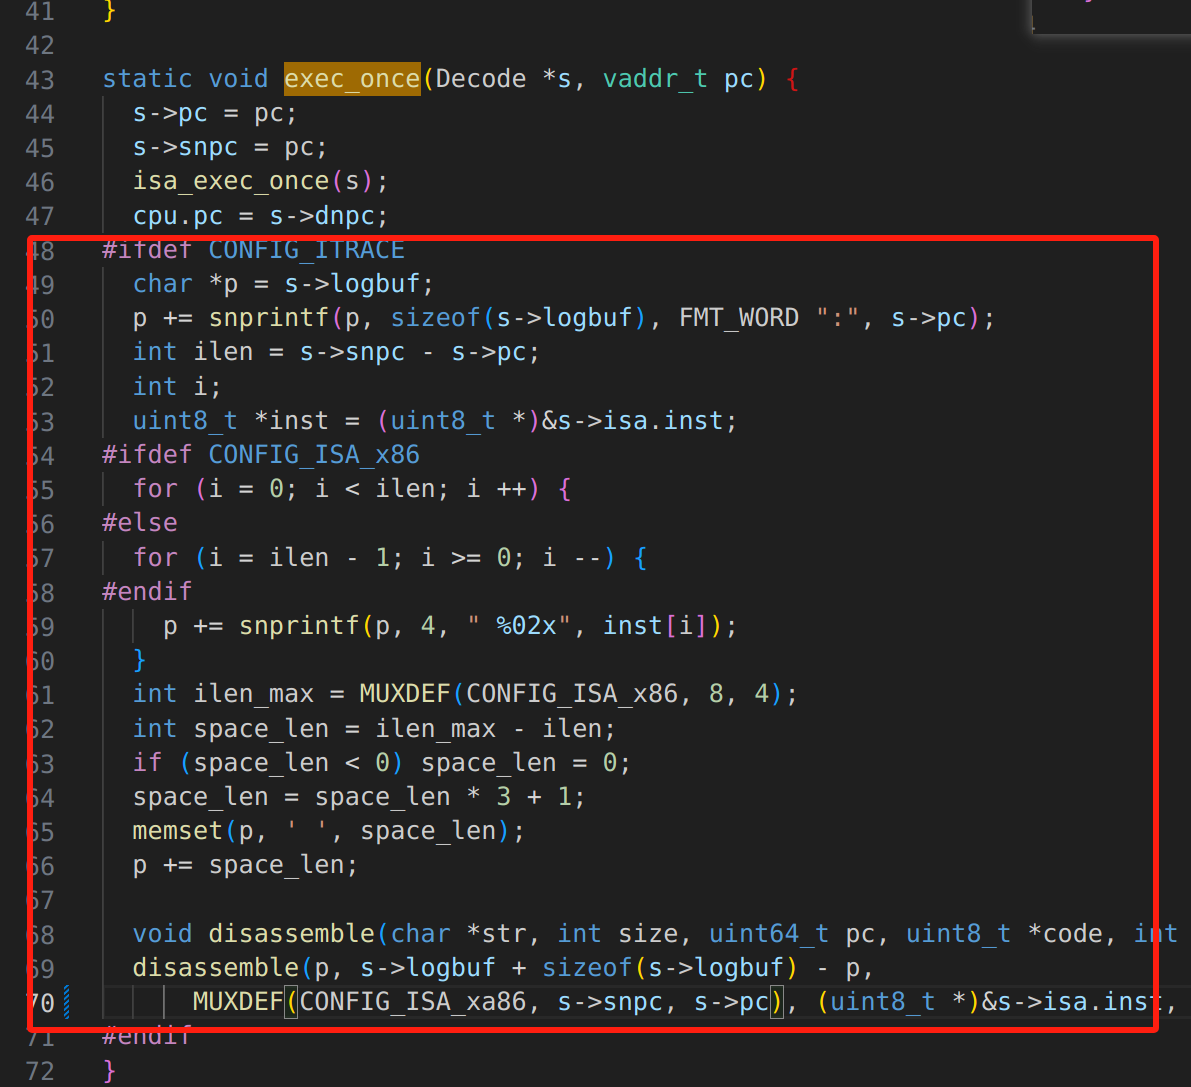 41 }
42
43 static void exec_once(Decode *s, vaddr_t pc) {
44 s->pc = pc;
45 s->snpc = pc;
46 isa_exec_once(s);
47 cpu.pc = s->dnpc;
48 #ifdef CONFIG_ITRACE
49 char *p = s->logbuf;
50 p += snprintf(p, sizeof(s->logbuf), FMT_WORD ":", s->pc);
51 int ilen = s->snpc - s->pc;
52 int i;
53 uint8_t *inst = (uint8_t *)&s->isa.inst;
54 #ifdef CONFIG_ISA_x86
55 for (i = 0; i < ilen; i ++) {
56 #else
57 for (i = ilen - 1; i >= 0; i --) {
58 #endif
59 p += snprintf(p, 4, " %02x", inst[i]);
60 }
61 int ilen_max = MUXDEF(CONFIG_ISA_x86, 8, 4);
62 int space_len = ilen_max - ilen;
63 if (space_len < 0) space_len = 0;
64 space_len = space_len * 3 + 1;
65 memset(p, ' ', space_len);
66 p += space_len;
67
68 void disassemble(char *str, int size, uint64_t pc, uint8_t *code, int
69 disassemble(p, s->logbuf + sizeof(s->logbuf) - p,
70 MUXDEF(CONFIG_ISA_xa86, s->snpc, s->pc), (uint8_t *)&s->isa.inst,
71 #endif
72 }